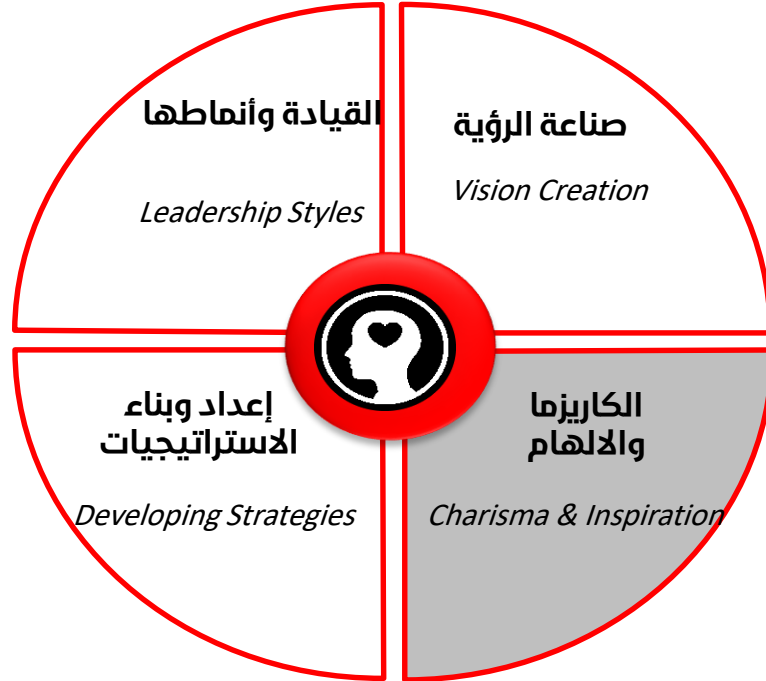 القيادة وأنماطها
Leadership Styles
صناعة الرؤية
Vision Creation
إعداد وبناء
الاستراتيجيات
Developing Strategies
الكاريزما
والالهام
Charisma & Inspiration